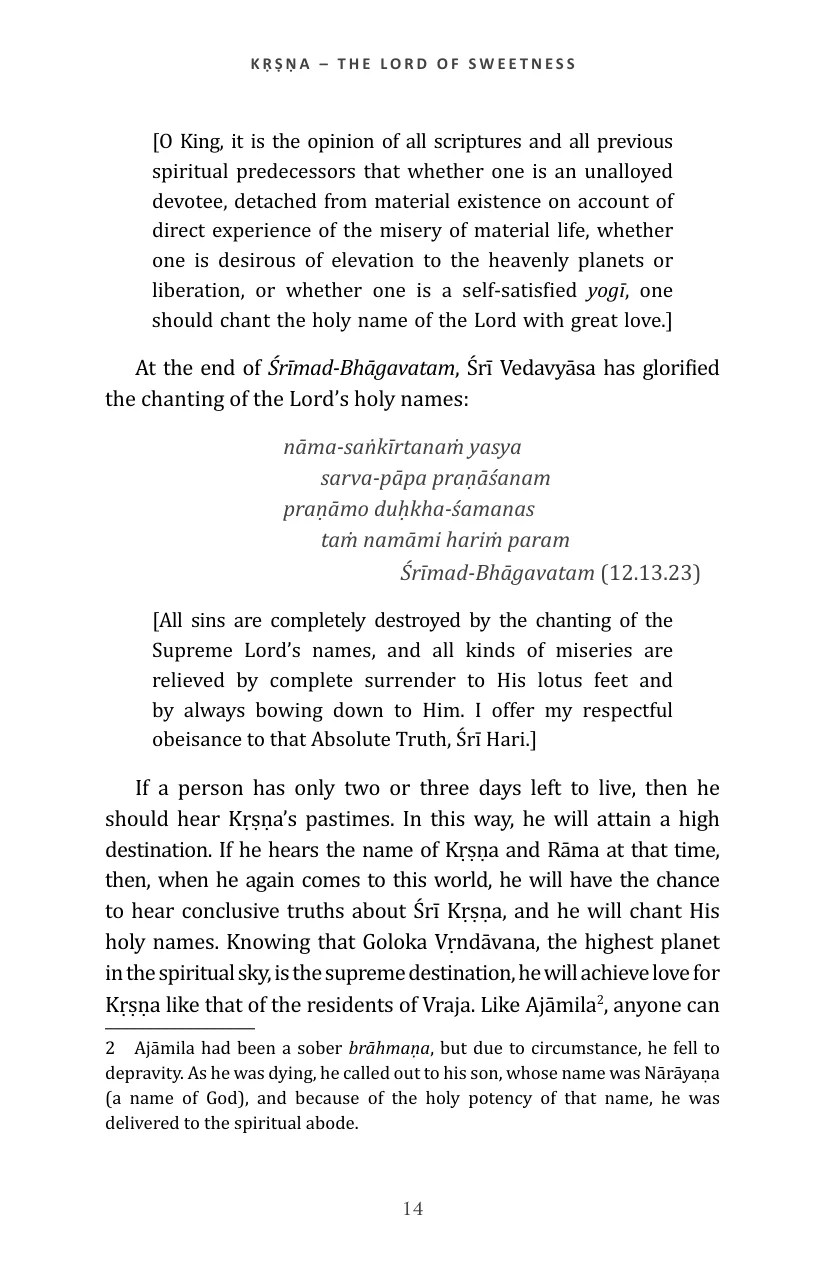 KṚṢṆA – THE LORD OF SWEETNESS
[O King, it is the opinion of all scriptures and all previous
spiritual predecessors that whether one is an unalloyed
devotee, detached from material existence on account of
direct experience of the misery of material life, whether
one is desirous of elevation to the heavenly planets or
liberation, or whether one is a self-satisfied yogī, one
should chant the holy name of the Lord with great love.]
At the end of Śrīmad-Bhāgavatam, Śrī Vedavyāsa has glorified
the chanting of the Lord’s holy names:
nāma-saṅkīrtanaṁ yasya
sarva-pāpa praṇāśanam
praṇāmo duḥkha-śamanas
taṁ namāmi hariṁ param
Śrīmad-Bhāgavatam (12.13.23)
[All sins are completely destroyed by the chanting of the
Supreme Lord’s names, and all kinds of miseries are
relieved by complete surrender to His lotus feet and
by always bowing down to Him. I offer my respectful
obeisance to that Absolute Truth, Śrī Hari.]
If a person has only two or three days left to live, then he
should hear Kṛṣṇa’s pastimes. In this way, he will attain a high
destination. If he hears the name of Kṛṣṇa and Rāma at that time,
then, when he again comes to this world, he will have the chance
to hear conclusive truths about Śrī Kṛṣṇa, and he will chant His
holy names. Knowing that Goloka Vṛndāvana, the highest planet
in the spiritual sky, is the supreme destination, he will achieve love for
Kṛṣṇa like that of the residents of Vraja. Like Ajāmila², anyone can
2 Ajāmila had been a sober brāhmaṇa, but due to circumstance, he fell to
depravity. As he was dying, he called out to his son, whose name was Nārāyaṇa
(a name of God), and because of the holy potency of that name, he was
delivered to the spiritual abode.
14